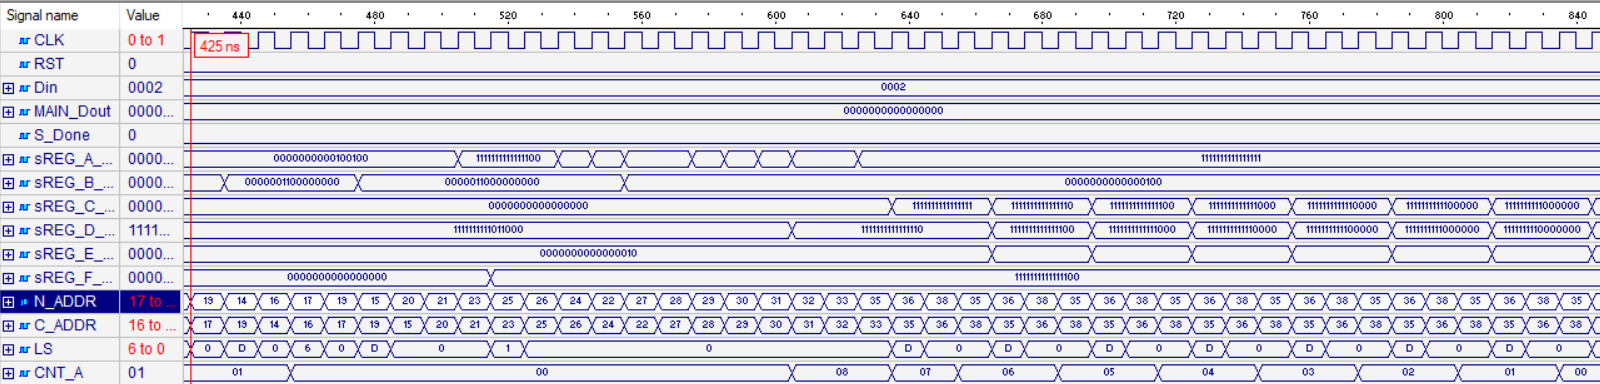 Signal name Value 440 480 520 560 600 640 680 720 760 800 840
CLK 0 to 1 425 ns
RST 0
Din 0002 0002
MAIN_Dout 0000... 0000000000000000
S_Done 0
sREG_A_... 0000... 0000000000100100 1111111111111100 1111111111111111
sREG_B_... 0000... 0000001100000000 0000011000000000 0000000000000100
sREG_C_... 0000... 0000000000000000 1111111111111111 1111111111111110 1111111111111100 1111111111111000 1111111111110000 1111111111100000 1111111111000000
sREG_D_... 1111... 1111111111011000 1111111111111110 1111111111111100 1111111111111000 1111111111110000 1111111111100000 1111111111000000 1111111110000000
sREG_E_... 0000... 0000000000000010
sREG_F_... 0000... 0000000000000000 1111111111111100
N_ADDR 17 to ... 19 14 16 17 19 15 20 21 23 25 26 24 22 27 28 29 30 31 32 33 35 36 38 35 36 38 35 36 38 35 36 38 35 36 38 35 36 38 35 36 38 35
C_ADDR 16 to ... 17 19 14 16 17 19 15 20 21 23 25 26 24 22 27 28 29 30 31 32 33 35 36 38 35 36 38 35 36 38 35 36 38 35 36 38 35 36 38 35 36 38
LS 6 to 0 0 D 0 6 0 D 0 1 0 D 0 D 0 D 0 D 0 D 0 D 0 D 0
CNT_A 01 01 00 08 07 06 05 04 03 02 01 00